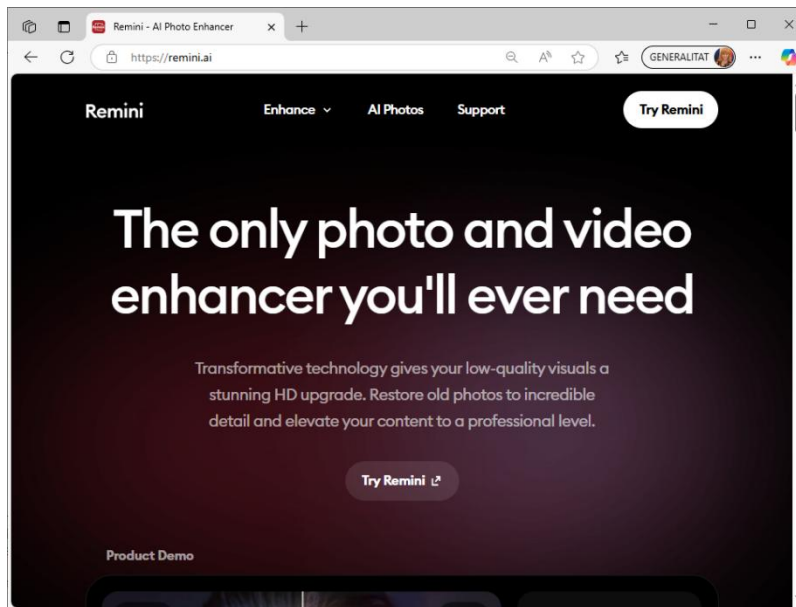 Remini - AI Photo Enhancer
https://remini.ai
GENERALITAT
Remini
Enhance
AI Photos
Support
Try Remini
The only photo and video
enhancer you'll ever need
Transformative technology gives your low-quality visuals a
stunning HD upgrade. Restore old photos to incredible
detail and elevate your content to a professional level.
Try Remini
Product Demo